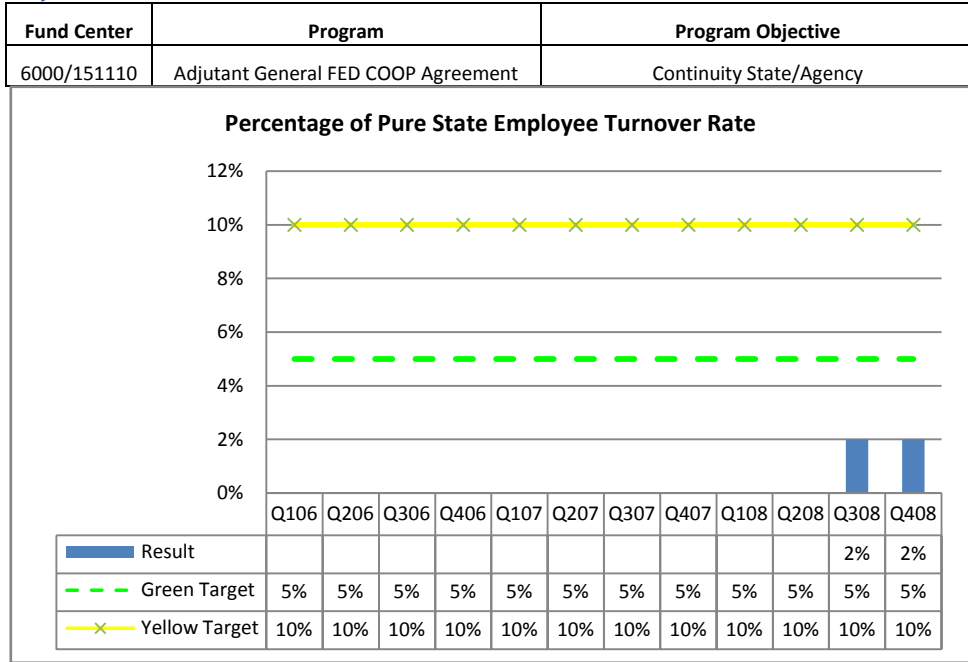 Fund Center Program Program Objective
6000/151110 Adjutant General FED COOP Agreement Continuity State/Agency
Percentage of Pure State Employee Turnover Rate
12%
10%
8%
6%
4%
2%
0%
Q106 Q206 Q306 Q406 Q107 Q207 Q307 Q407 Q108 Q208 Q308 Q408
Result 2% 2%
Green Target 5% 5% 5% 5% 5% 5% 5% 5% 5% 5% 5% 5%
Yellow Target 10% 10% 10% 10% 10% 10% 10% 10% 10% 10% 10% 10%